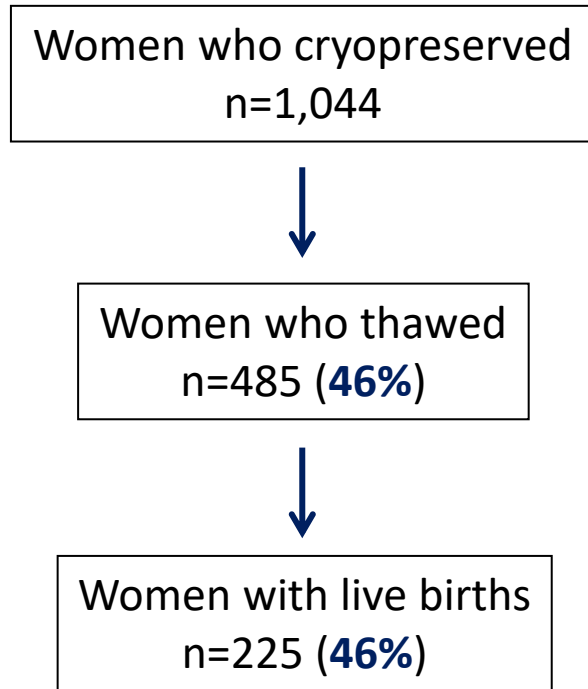 Women who cryopreserved
n=1,044
Women who thawed
n=485 (46%)
Women with live births
n=225 (46%)